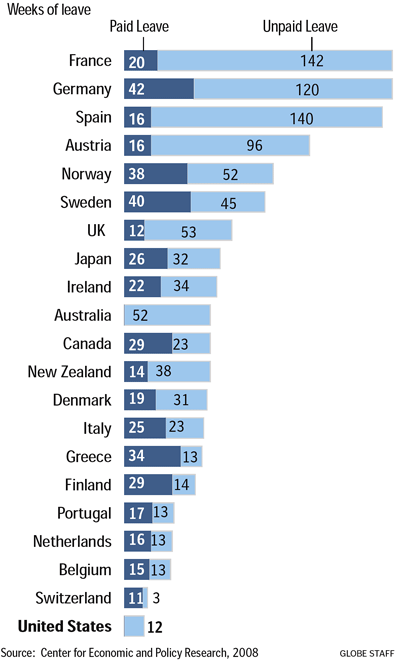 Weeks of leave
Paid Leave Unpaid Leave
France 20 142
Germany 42 120
Spain 16 140
Austria 16 96
Norway 38 52
Sweden 40 45
UK 12 53
Japan 26 32
Ireland 22 34
Australia 52
Canada 29 23
New Zealand 14 38
Denmark 19 31
Italy 25 23
Greece 34 13
Finland 29 14
Portugal 17 13
Netherlands 16 13
Belgium 15 13
Switzerland 11 3
United States 12
Source: Center for Economic and Policy Research, 2008 GLOBE STAFF